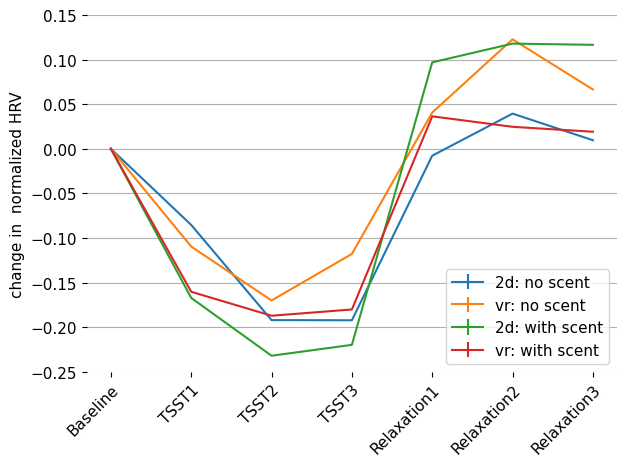 0.15
0.10
0.05
0.00
−0.05
−0.10
−0.15
−0.20
−0.25
change in  normalized HRV
Baseline
TSST1
TSST2
TSST3
Relaxation1
Relaxation2
Relaxation3
2d: no scent
vr: no scent
2d: with scent
vr: with scent